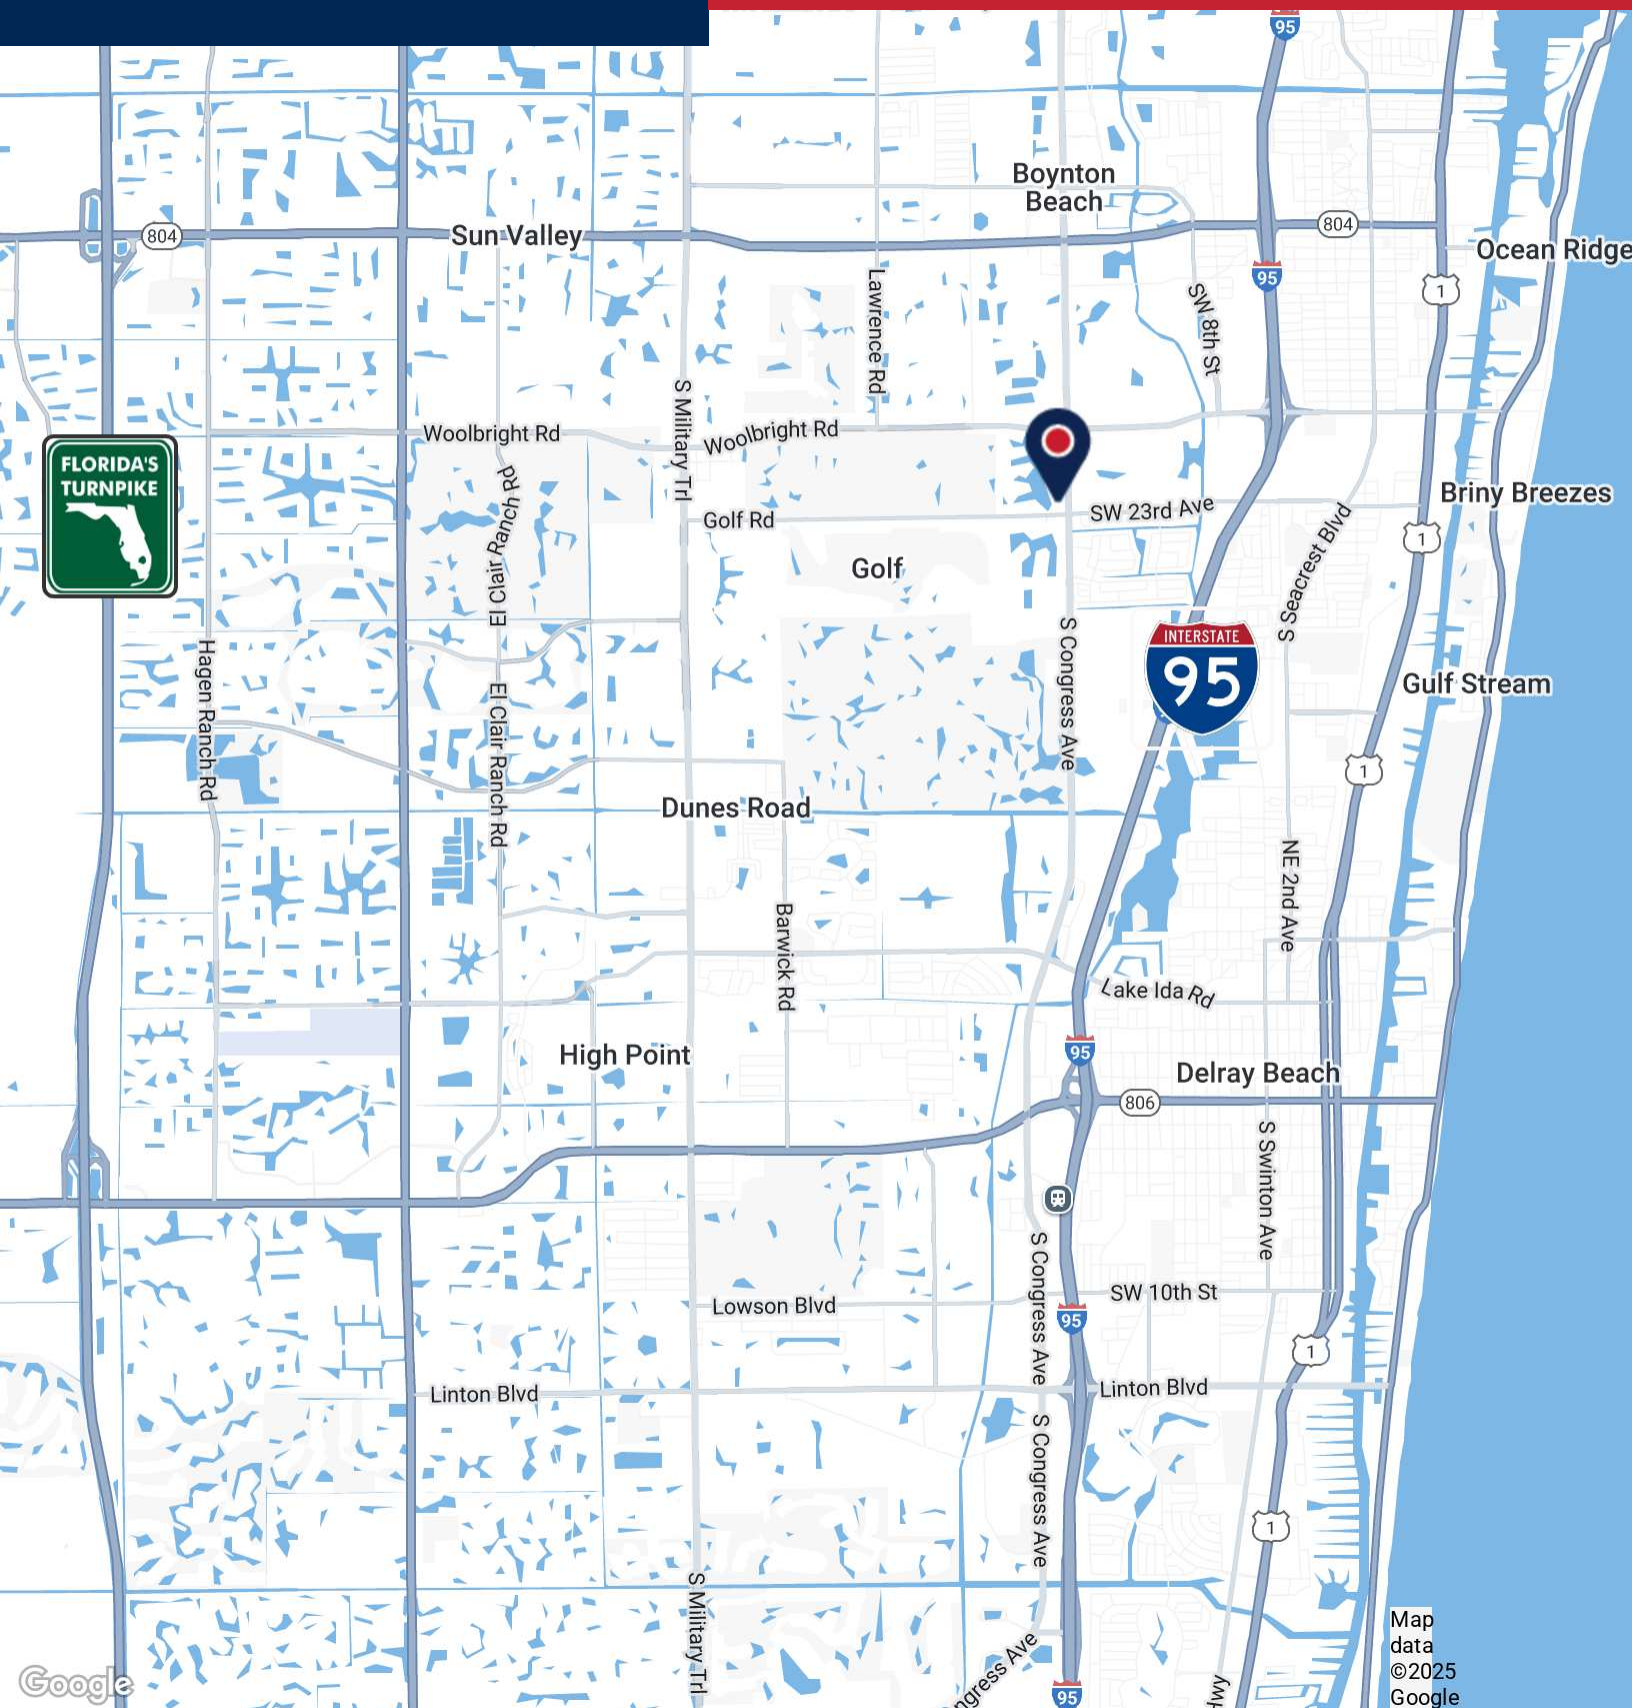 95
Boynton
Beach
804
Sun Valley
804
Ocean Ridge
95
1
Lawrence Rd
SW 8th St
S Military Trl
Woolbright Rd
Woolbright Rd
FLORIDA'S
TURNPIKE
El Clair Ranch Rd
Golf Rd
SW 23rd Ave
Briny Breezes
1
S Seacrest Blvd
Golf
INTERSTATE
95
S Congress Ave
Hagen Ranch Rd
Gulf Stream
El Clair Ranch Rd
1
Dunes Road
NE 2nd Ave
Barwick Rd
Lake Ida Rd
High Point
95
Delray Beach
806
S Swinton Ave
S Congress Ave
SW 10th St
Lowson Blvd
95
1
Linton Blvd
Linton Blvd
S Congress Ave
1
S Military Trl
Map
data
©2025
Google
Google
ngress Ave
95